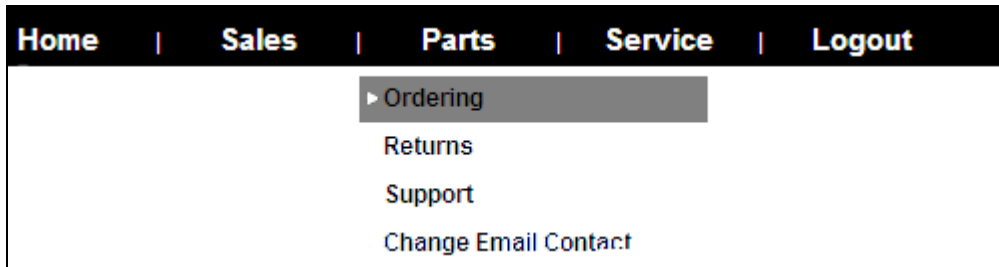 Home | Sales | Parts | Service | Logout
Ordering
Returns
Support
Change Email Contact